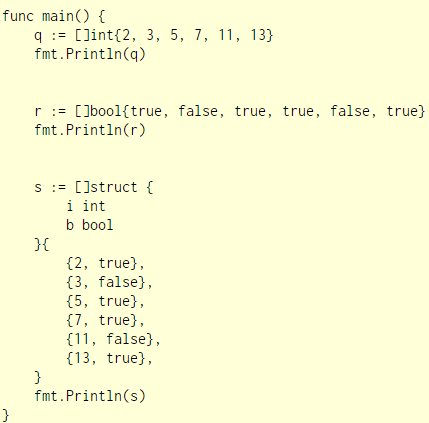 func main() {
    q := []int{2, 3, 5, 7, 11, 13}
    fmt.Println(q)

    r := []bool{true, false, true, true, false, true}
    fmt.Println(r)

    s := []struct {
        i int
        b bool
    }{
        {2, true},
        {3, false},
        {5, true},
        {7, true},
        {11, false},
        {13, true},
    }
    fmt.Println(s)
}